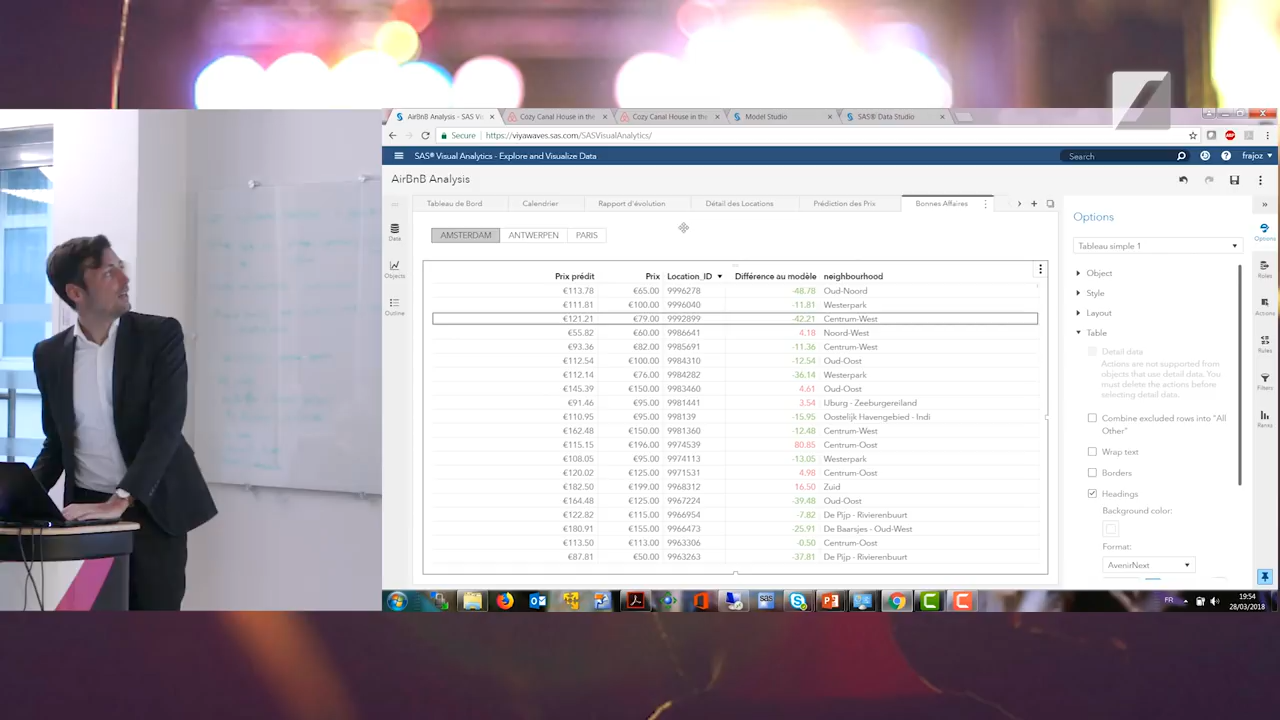 AirBnB Analysis - SAS Vi
Cozy Canal House in the
Cozy Canal House in the
Model Studio
SAS® Data Studio
Secure
https://viyawaves.sas.com/SASVisualAnalytics/
SAS® Visual Analytics - Explore and Visualize Data
Search
frajoz
AirBnB Analysis
Tableau de Bord
Calendrier
Rapport d'évolution
Détail des Locations
Prédiction des Prix
Bonnes Affaires
Data
Objects
Outline
AMSTERDAM
ANTWERPEN
PARIS
Prix prédit Prix Location_ID Différence au modèle neighbourhood
€113.78 €65.00 9996278 -48.78 Oud-Noord
€111.81 €100.00 9996040 -11.81 Westerpark
€121.21 €79.00 9992899 -42.21 Centrum-West
€55.82 €60.00 9986641 4.18 Noord-West
€93.36 €82.00 9985691 -11.36 Centrum-West
€112.54 €100.00 9984310 -12.54 Oud-Oost
€112.14 €76.00 9984282 -36.14 Westerpark
€145.39 €150.00 9983460 4.61 Oud-Oost
€91.46 €95.00 9981441 3.54 IJburg - Zeeburgereiland
€110.95 €95.00 998139 -15.95 Oostelijk Havengebied - Indi
€162.48 €150.00 9981360 -12.48 Centrum-West
€115.15 €196.00 9974539 80.85 Centrum-Oost
€108.05 €95.00 9974113 -13.05 Westerpark
€120.02 €125.00 9971531 4.98 Centrum-Oost
€182.50 €199.00 9968312 16.50 Zuid
€164.48 €125.00 9967224 -39.48 Oud-Oost
€122.82 €115.00 9966954 -7.82 De Pijp - Rivierenbuurt
€180.91 €155.00 9966473 -25.91 De Baarsjes - Oud-West
€113.50 €113.00 9963306 -0.50 Centrum-Oost
€87.81 €50.00 9963263 -37.81 De Pijp - Rivierenbuurt
Options
Tableau simple 1
Object
Style
Layout
Table
Detail data
Actions are not supported from
objects that use detail data. You
must delete the actions before
selecting detail data.
Combine excluded rows into "All
Other"
Wrap text
Borders
Headings
Background color:
Format:
AvenirNext
Options
Roles
Actions
Rules
Filters
Ranks
sas
FR
19:54
28/03/2018